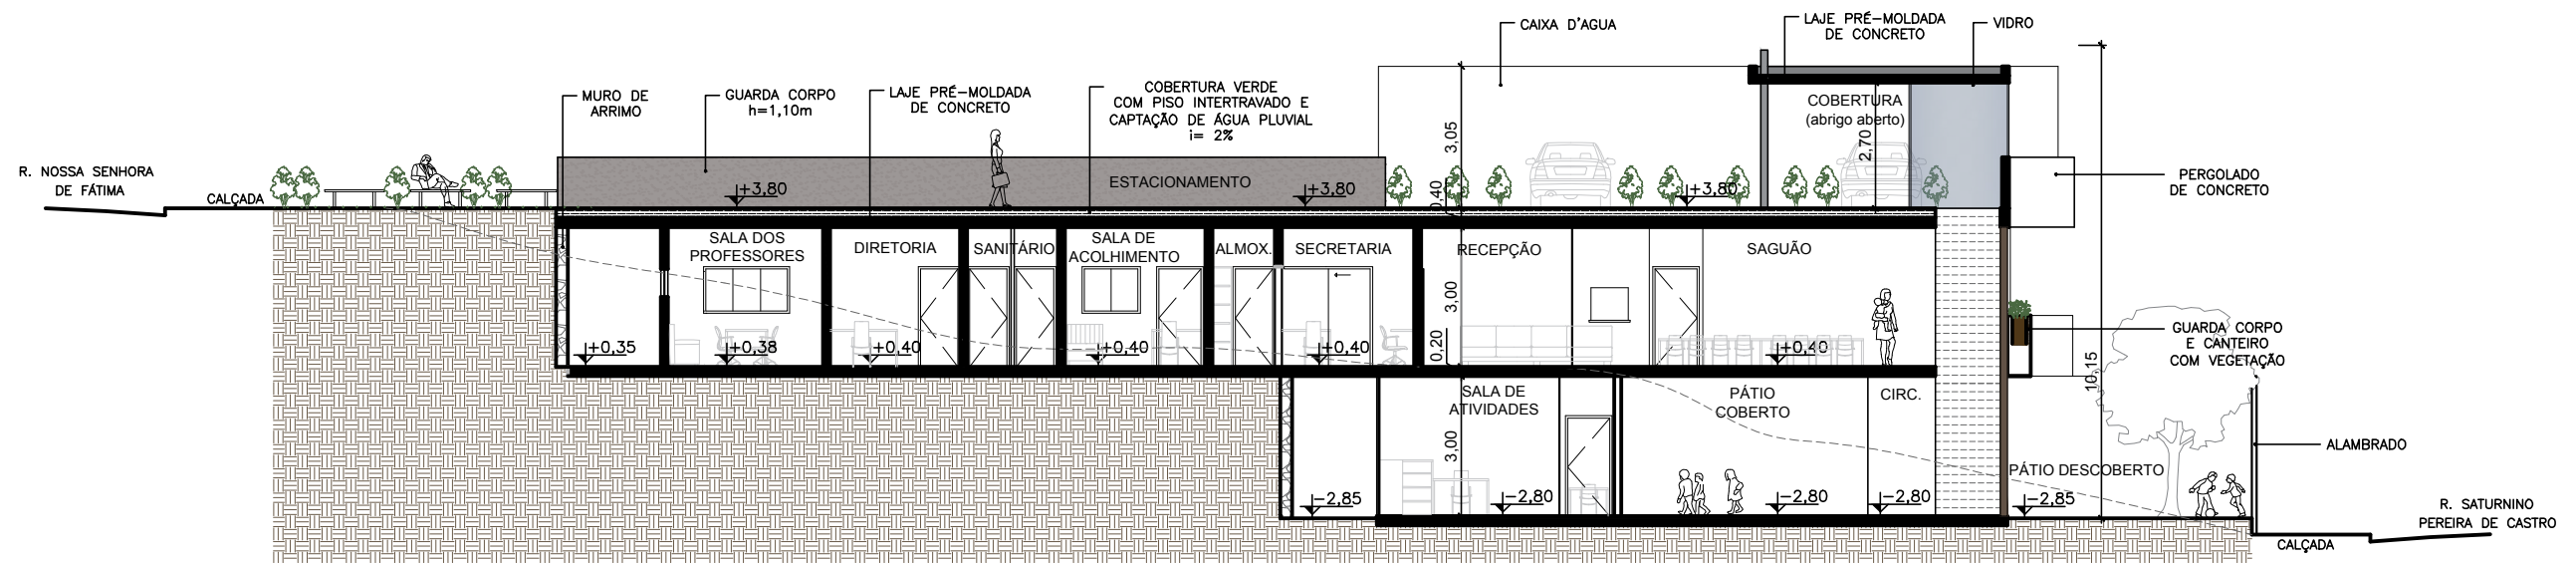 CAIXA D'AGUA
LAJE PRÉ-MOLDADA
DE CONCRETO
VIDRO
MURO DE
ARRIMO
GUARDA CORPO
h=1,10m
LAJE PRÉ-MOLDADA
DE CONCRETO
COBERTURA VERDE
COM PISO INTERTRAVADO E
CAPTAÇÃO DE ÁGUA PLUVIAL
i= 2%
COBERTURA
(abrigo aberto)
3,05
2,70
R. NOSSA SENHORA
DE FÁTIMA
CALÇADA
+3,80
ESTACIONAMENTO
+3,80
0,40
+3,80
PERGOLADO
DE CONCRETO
SALA DOS
PROFESSORES
DIRETORIA
SANITÁRIO
SALA DE
ACOLHIMENTO
ALMOX.
SECRETARIA
RECEPÇÃO
SAGUÃO
3,00
0,20
+0,35
+0,38
+0,40
+0,40
+0,40
+0,40
GUARDA CORPO
E CANTEIRO
COM VEGETAÇÃO
10,15
SALA DE
ATIVIDADES
PÁTIO
COBERTO
CIRC.
3,00
ALAMBRADO
PÁTIO DESCOBERTO
-2,85
-2,80
-2,80
-2,80
-2,85
R. SATURNINO
PEREIRA DE CASTRO
CALÇADA